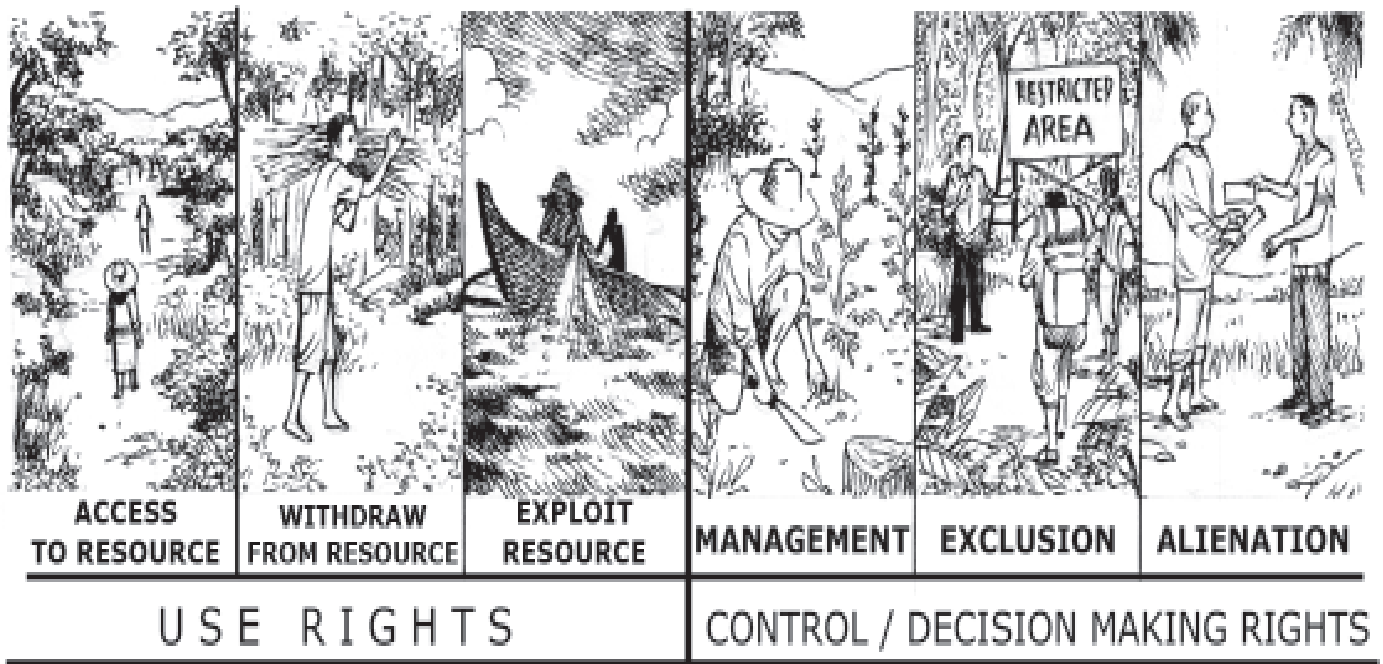 RESTRICTED
AREA
ACCESS
TO RESOURCE
WITHDRAW
FROM RESOURCE
EXPLOIT
RESOURCE
MANAGEMENT
EXCLUSION
ALIENATION
USE RIGHTS
CONTROL / DECISION MAKING RIGHTS